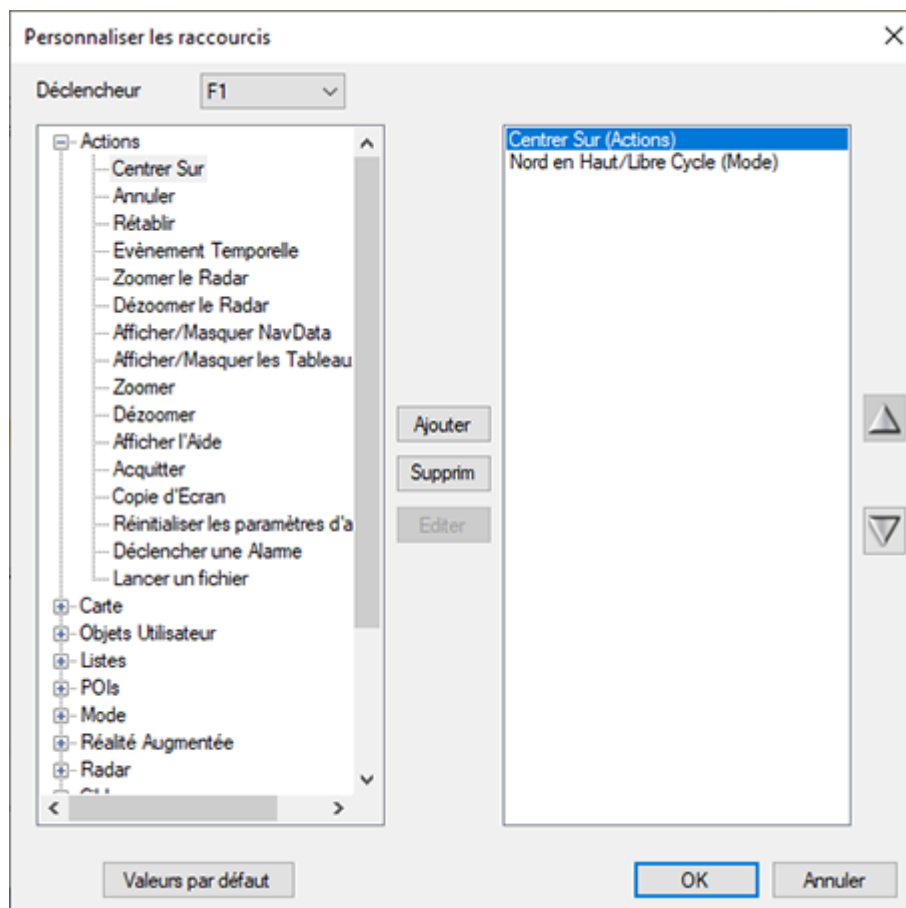 Personnaliser les raccourcis
Déclencheur F1
Actions
Centrer Sur
Annuler
Rétablir
Evènement Temporelle
Zoomer le Radar
Dézoomer le Radar
Afficher/Masquer NavData
Afficher/Masquer les Tableau
Zoomer
Dézoomer
Afficher l'Aide
Acquitter
Copie d'Ecran
Réinitialiser les paramètres d'a
Déclencher une Alarme
Lancer un fichier
Carte
Objets Utilisateur
Listes
POIs
Mode
Réalité Augmentée
Radar
Ajouter
Supprim
Editer
Centrer Sur (Actions)
Nord en Haut/Libre Cycle (Mode)
Valeurs par défaut
OK
Annuler